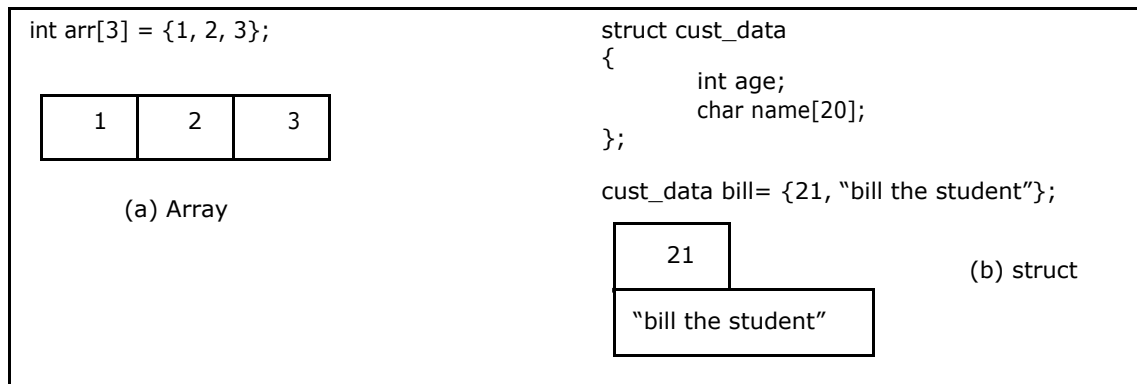 int arr[3] = {1, 2, 3};
1 2 3
(a) Array
struct cust_data
{
int age;
char name[20];
};
cust_data bill= {21, “bill the student”};
21
(b) struct
“bill the student”